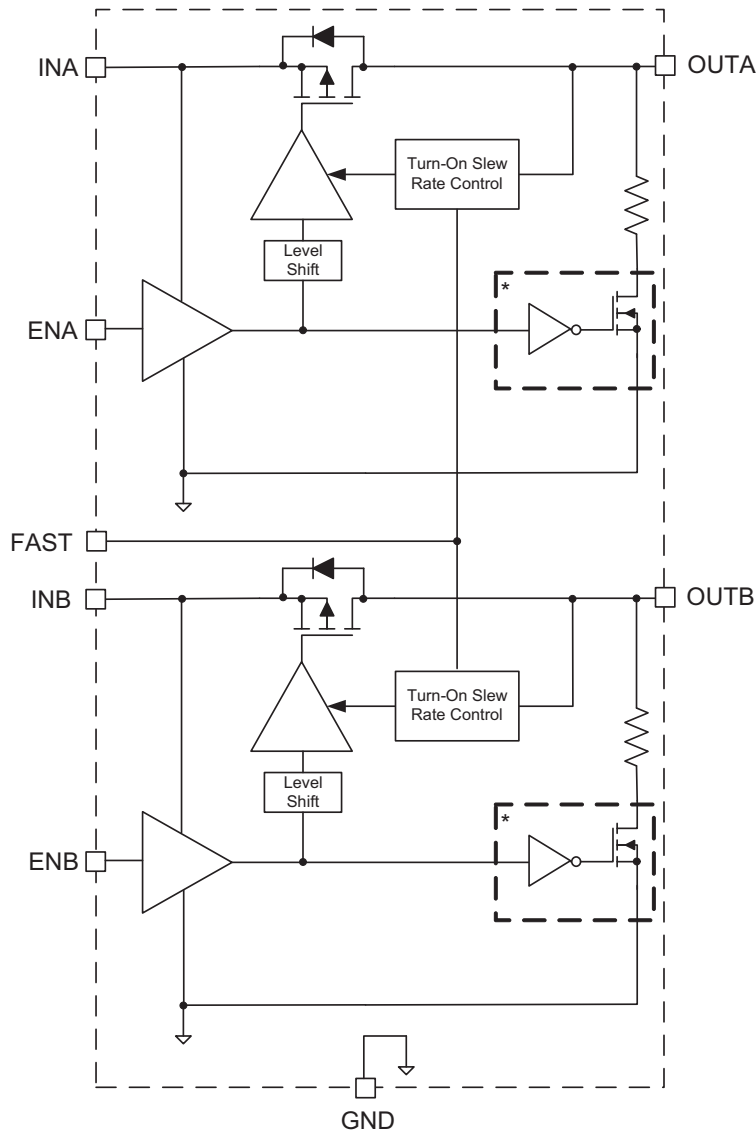 INA
OUTA
Turn-On Slew
Rate Control
Level
Shift
*
ENA
FAST
INB
OUTB
Turn-On Slew
Rate Control
Level
Shift
*
ENB
GND